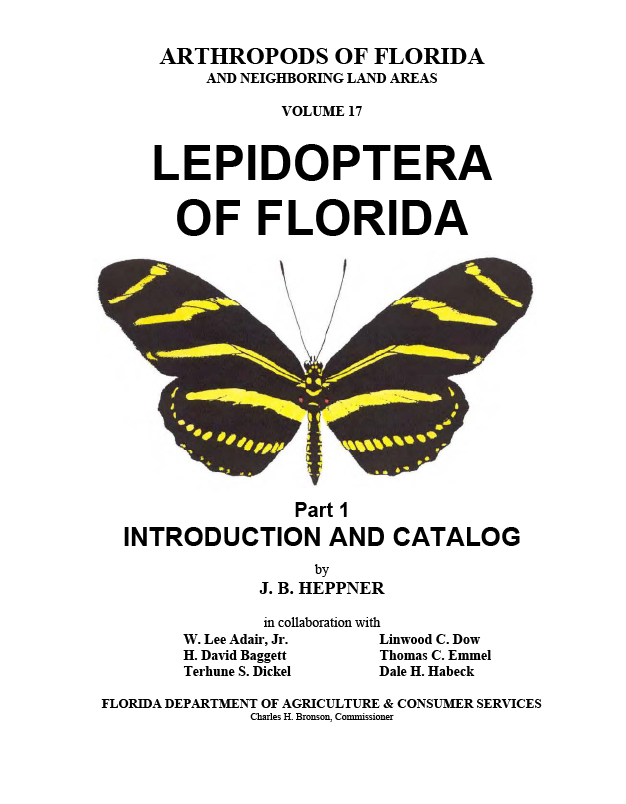 ARTHROPODS OF FLORIDA
AND NEIGHBORING LAND AREAS
VOLUME 17
LEPIDOPTERA
OF FLORIDA
Part 1
INTRODUCTION AND CATALOG
by
J. B. HEPPNER
in collaboration with
W. Lee Adair, Jr. Linwood C. Dow
H. David Baggett Thomas C. Emmel
Terhune S. Dickel Dale H. Habeck
FLORIDA DEPARTMENT OF AGRICULTURE & CONSUMER SERVICES
Charles H. Bronson, Commissioner